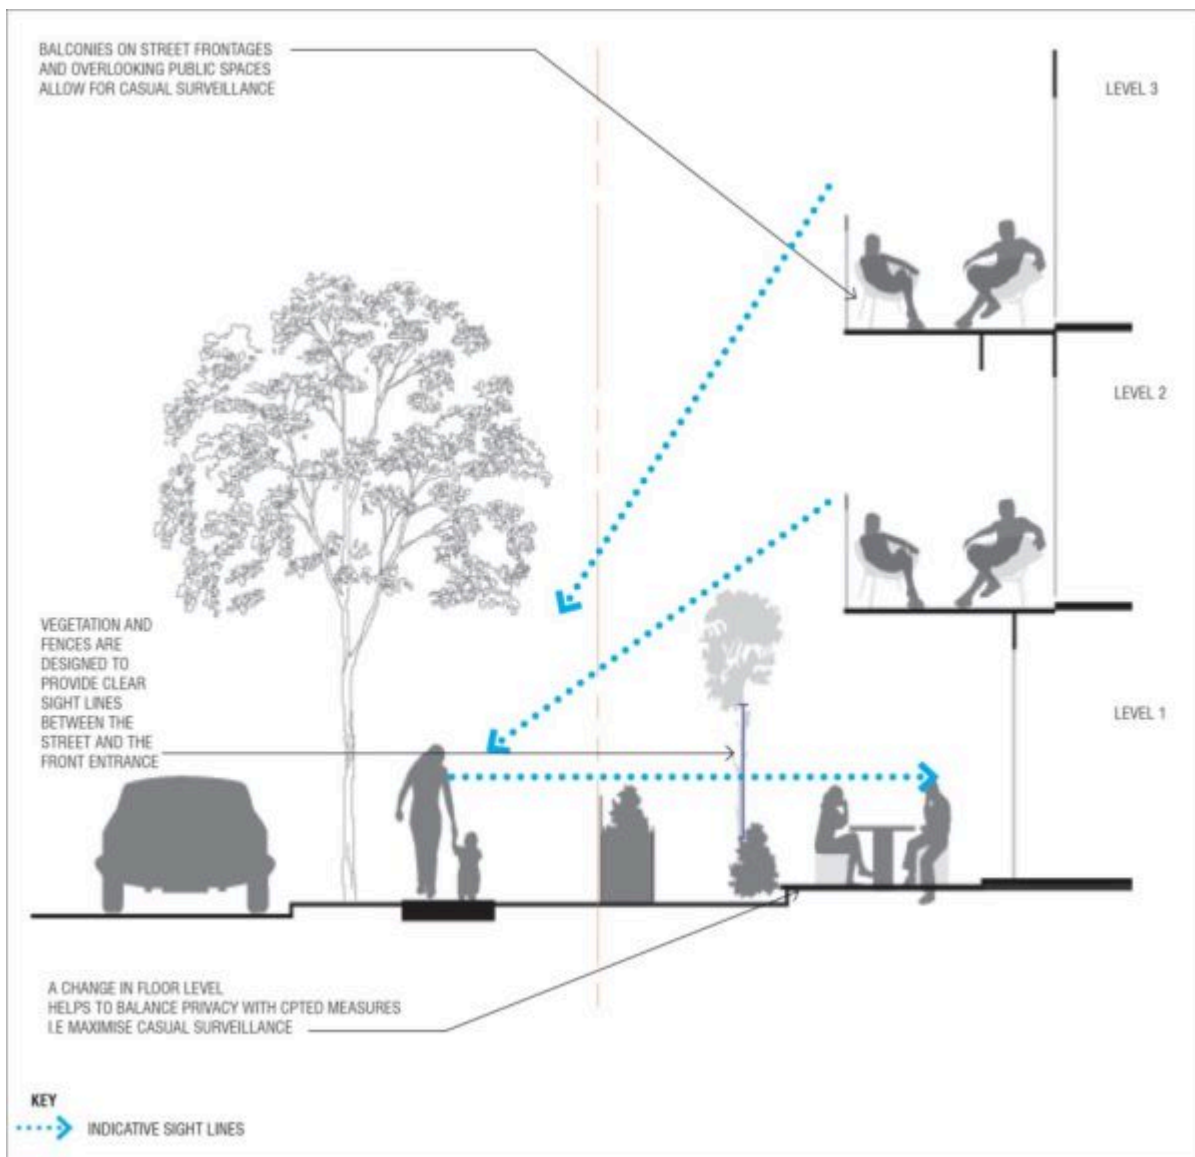 BALCONIES ON STREET FRONTAGES
AND OVERLOOKING PUBLIC SPACES
ALLOW FOR CASUAL SURVEILLANCE
LEVEL 3
LEVEL 2
VEGETATION AND
FENCES ARE
DESIGNED TO
PROVIDE CLEAR
SIGHT LINES
BETWEEN THE
STREET AND THE
FRONT ENTRANCE
LEVEL 1
A CHANGE IN FLOOR LEVEL
HELPS TO BALANCE PRIVACY WITH CPTED MEASURES
I.E MAXIMISE CASUAL SURVEILLANCE
KEY
INDICATIVE SIGHT LINES